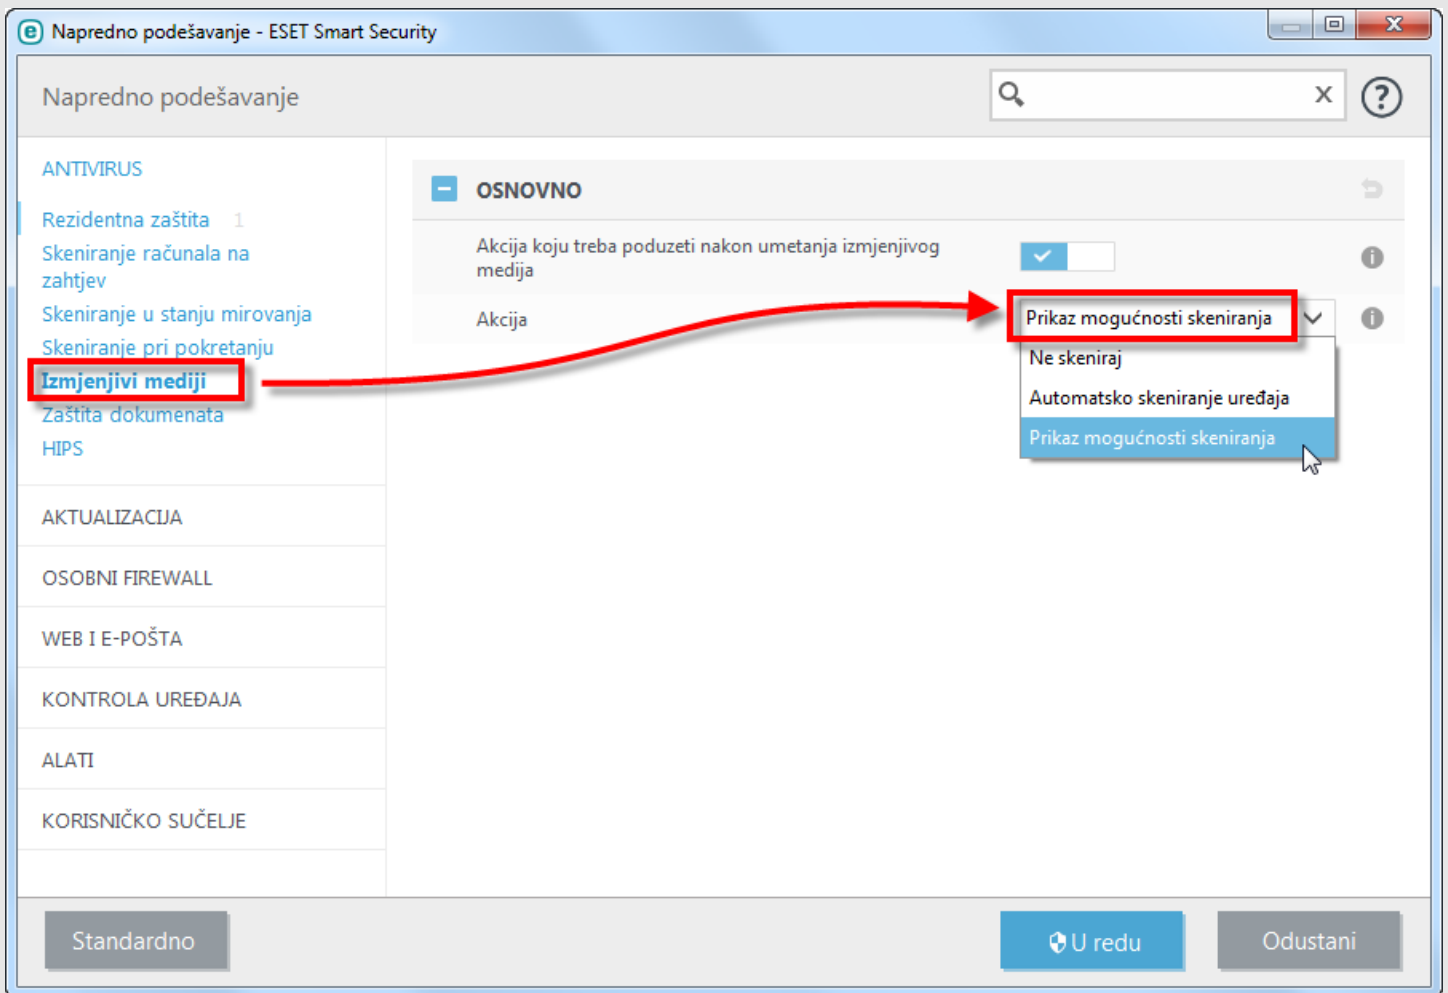 Napredno podešavanje - ESET Smart Security
Napredno podešavanje
ANTIVIRUS
Rezidentna zaštita 1
Skeniranje računala na
zahtjev
Skeniranje u stanju mirovanja
Skeniranje pri pokretanju
Izmjenjivi mediji
Zaštita dokumenata
HIPS
AKTUALIZACIJA
OSOBNI FIREWALL
WEB I E-POŠTA
KONTROLA UREĐAJA
ALATI
KORISNIČKO SUČELJE
OSNOVNO
Akcija koju treba poduzeti nakon umetanja izmjenjivog
medija
Akcija
Prikaz mogućnosti skeniranja
Ne skeniraj
Automatsko skeniranje uređaja
Prikaz mogućnosti skeniranja
Standardno
U redu
Odustani